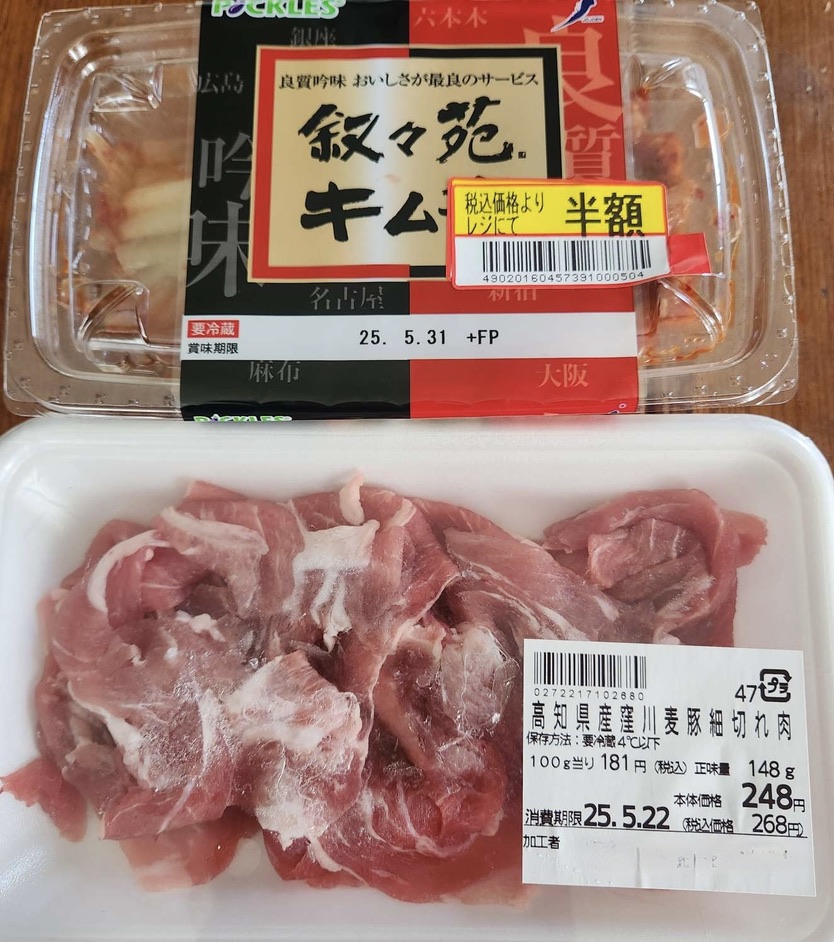 PICKLES
六本木
銀座
広島
良質
吟味
良質吟味 おいしさが最良のサービス
叙々苑
キム
税込価格より
レジにて
半額
49020160457391000504
名古屋
新宿
要冷蔵
賞味期限
25. 5.31 +FP
麻布
大阪
PICKLES
0272217102680
47
プラ
高知県産窪川麦豚細切れ肉
保存方法：要冷蔵4℃以下
100g当り 181円 (税込) 正味量 148g
本体価格 248円
消費期限 25.5.22 (税込価格 268円)
加工者